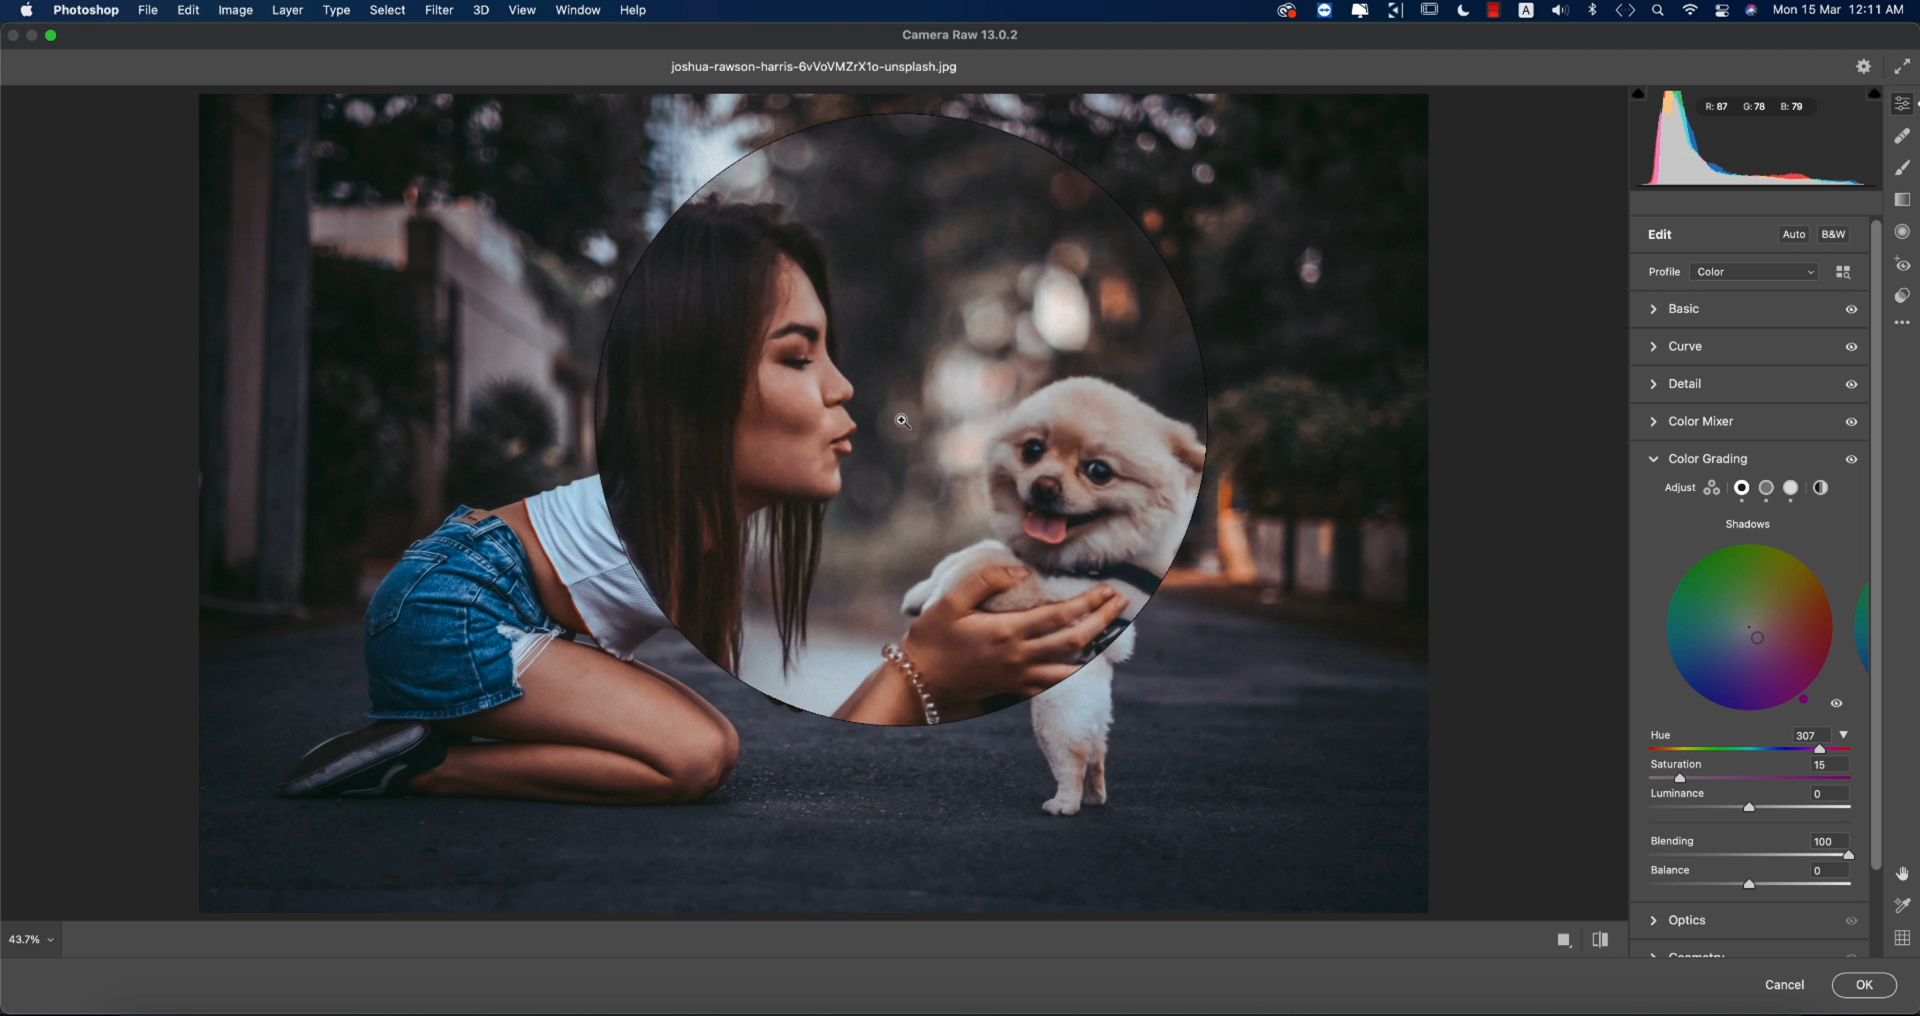 Photoshop File Edit Image Layer Type Select Filter 3D View Window Help A Mon 15 Mar 12:11 AM
Camera Raw 13.0.2
joshua-rawson-harris-6vVoVMZrX1o-unsplash.jpg
R: 87 G: 78 B: 79
Edit Auto B&W
Profile Color
Basic
Curve
Detail
Color Mixer
Color Grading
Adjust
Shadows
Hue 307
Saturation 15
Luminance 0
Blending 100
Balance 0
Optics
Geometry
43.7%
Cancel OK